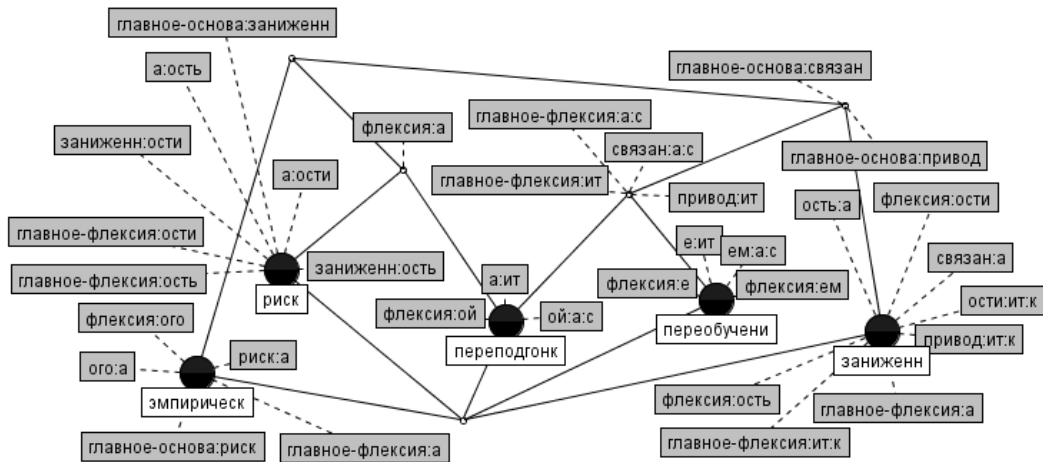 главное-основа:заниженн
а:ость
главное-основа:связан
главное-флексия:а:с
флексия:а
заниженн:ости
связан:а:с
главное-основа:привод
а:ости
главное-флексия:ит
привод:ит
ость:а
флексия:ости
главное-флексия:ости
е:ит
ем:а:с
связан:а
главное-флексия:ость
заниженн:ость
риск
а:ит
флексия:е
флексия:ем
ости:ит:к
флексия:ого
флексия:ой
ой:а:с
переобучени
привод:ит:к
переподгонк
заниженн
риск:а
ого:а
эмпирическ
флексия:ость
главное-флексия:а
главное-основа:риск
главное-флексия:а
главное-флексия:ит:к